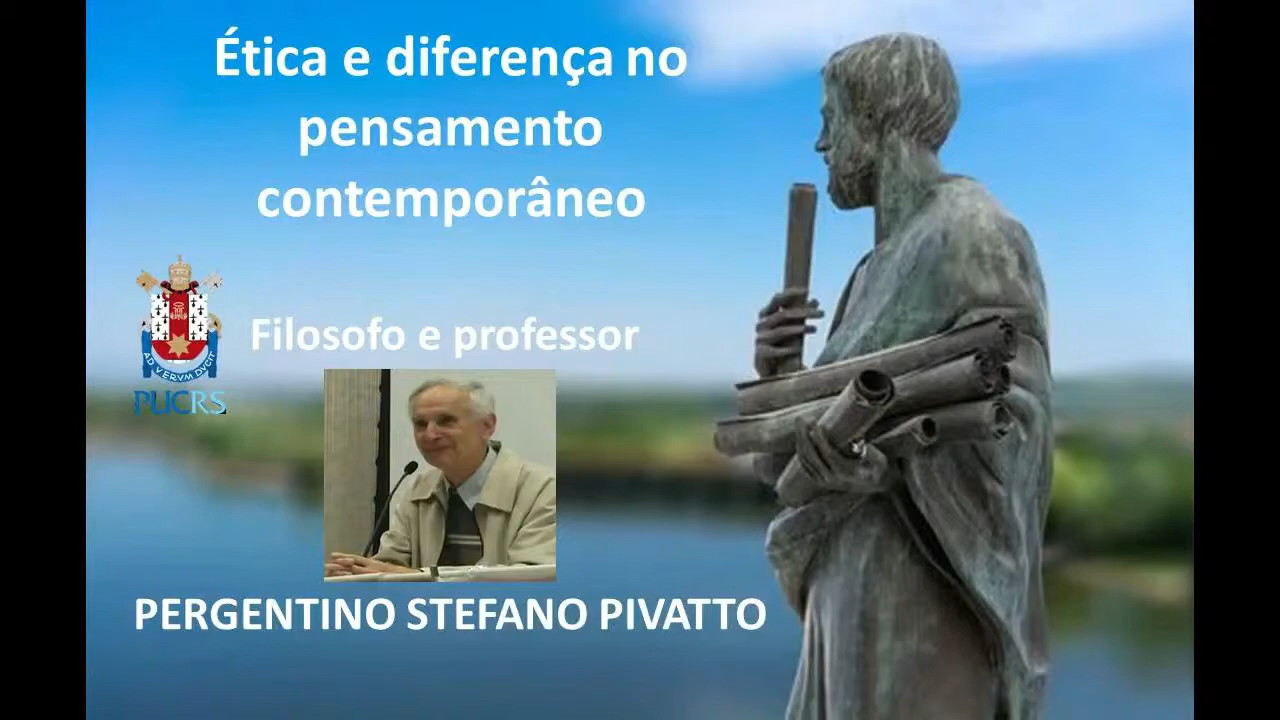 Ética e diferença no
pensamento
contemporâneo
Filosofo e professor
AD VERVM DVCIT
PUCRS
PERGENTINO STEFANO PIVATTO